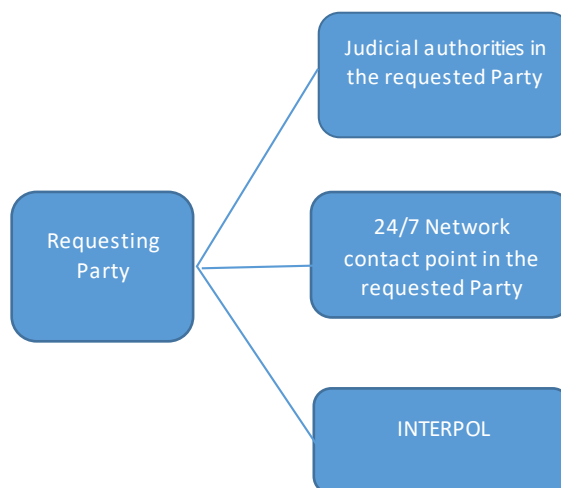 Judicial authorities in
the requested Party
Requesting
Party
24/7 Network
contact point in the
requested Party
INTERPOL